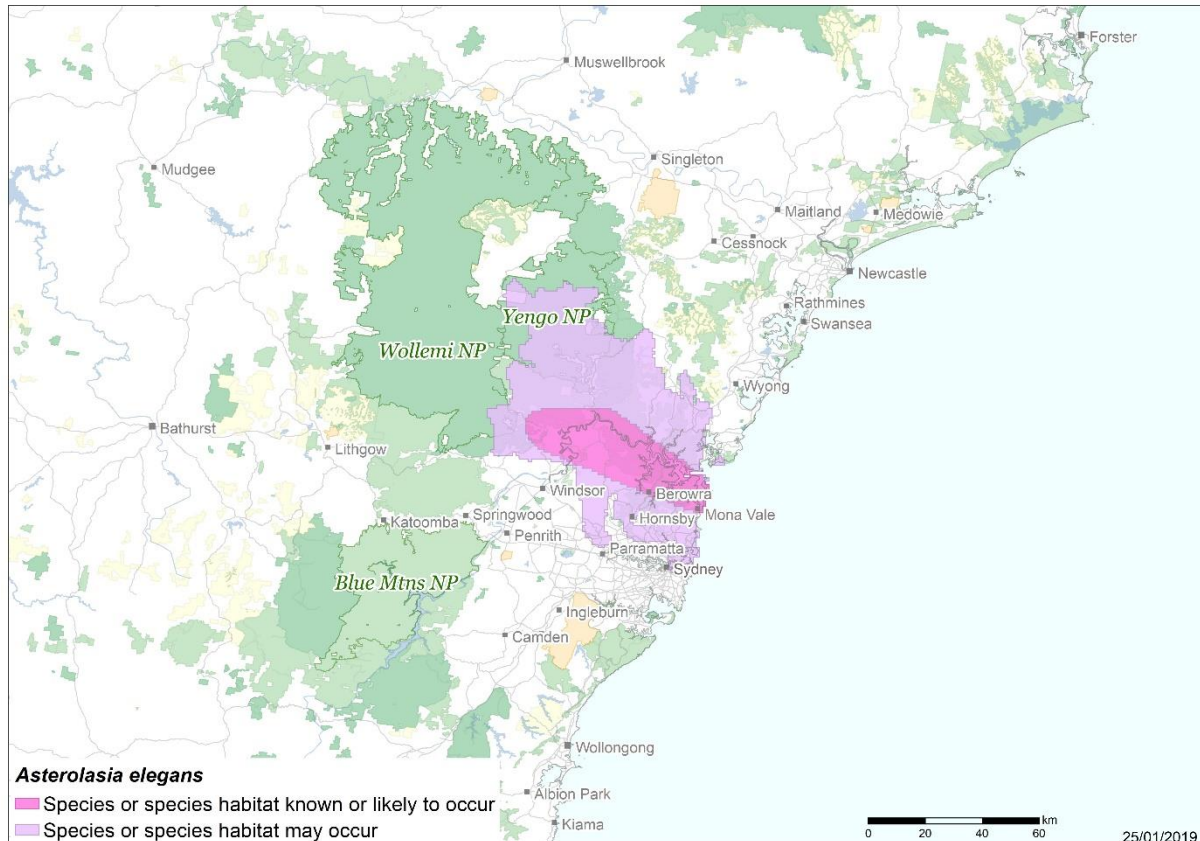 Forster
Muswellbrook
Mudgee
Singleton
Maitland
Medowie
Cessnock
Newcastle
Rathmines
Swansea
Yengo NP
Wollemi NP
Wyong
Bathurst
Lithgow
Windsor
Berowra
Mona Vale
Katoomba
Springwood
Hornsby
Penrith
Parramatta
Sydney
Blue Mtns NP
Ingleburn
Camden
Wollongong
Asterolasia elegans
Species or species habitat known or likely to occur
Albion Park
Species or species habitat may occur
Kiama
km
0 20 40 60
25/01/2019